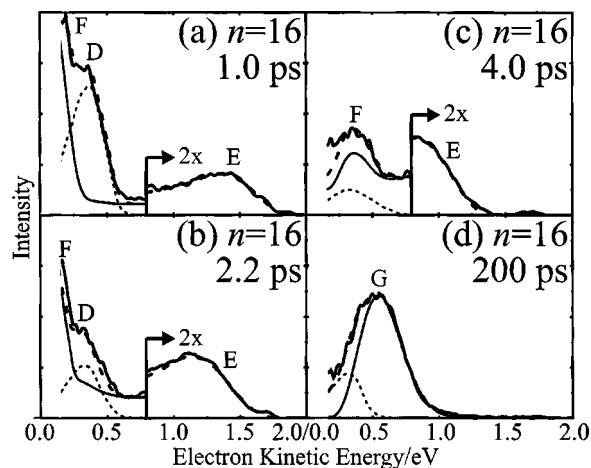 (a) n=16
1.0 ps
F
D
2x
E
(c) n=16
4.0 ps
F
2x
E
(b) n=16
2.2 ps
F
D
2x
E
(d) n=16
200 ps
G
Intensity
0.0 0.5 1.0 1.5 2.0/0.0 0.5 1.0 1.5 2.0
Electron Kinetic Energy/eV